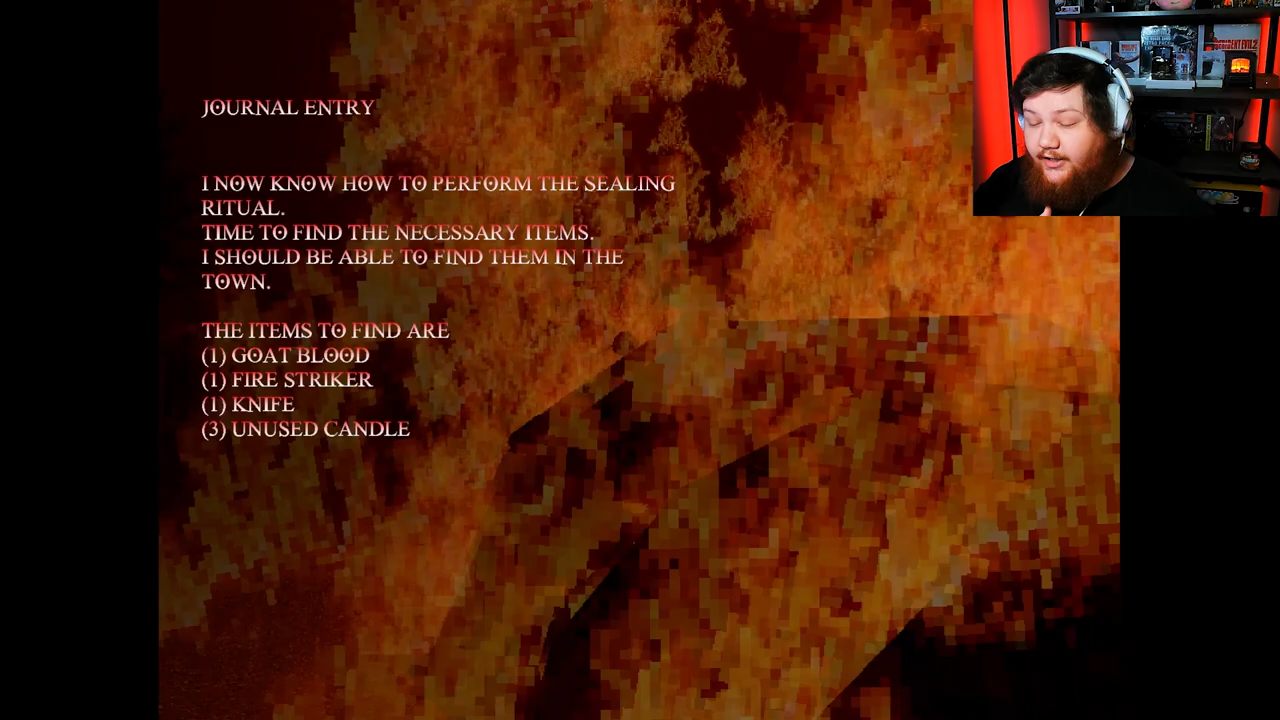 JOURNAL ENTRY
I NOW KNOW HOW TO PERFORM THE SEALING
RITUAL.
TIME TO FIND THE NECESSARY ITEMS.
I SHOULD BE ABLE TO FIND THEM IN THE
TOWN.
THE ITEMS TO FIND ARE
(1) GOAT BLOOD
(1) FIRE STRIKER
(1) KNIFE
(3) UNUSED CANDLE